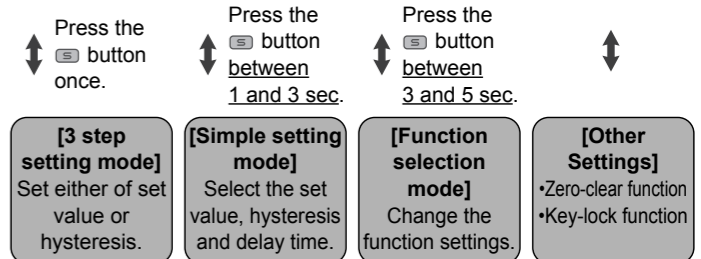 Press the
S button
once.
Press the
S button
between
1 and 3 sec.
Press the
S button
between
3 and 5 sec.
[3 step
setting mode]
Set either of set
value or
hysteresis.
[Simple setting
mode]
Select the set
value, hysteresis
and delay time.
[Function
selection
mode]
Change the
function settings.
[Other
Settings]
•Zero-clear function
•Key-lock function